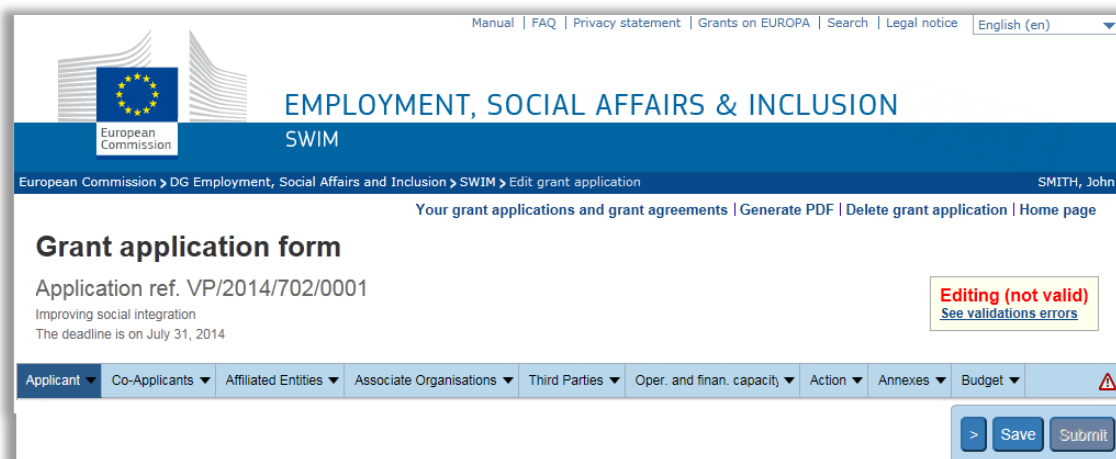 Manual | FAQ | Privacy statement | Grants on EUROPA | Search | Legal notice English (en)
EMPLOYMENT, SOCIAL AFFAIRS & INCLUSION
European
Commission
SWIM
European Commission > DG Employment, Social Affairs and Inclusion > SWIM > Edit grant application SMITH, John
Your grant applications and grant agreements | Generate PDF | Delete grant application | Home page
Grant application form
Application ref. VP/2014/702/0001
Improving social integration
The deadline is on July 31, 2014
Editing (not valid)
See validations errors
Applicant Co-Applicants Affiliated Entities Associate Organisations Third Parties Oper. and finan. capacity Action Annexes Budget
> Save Submit